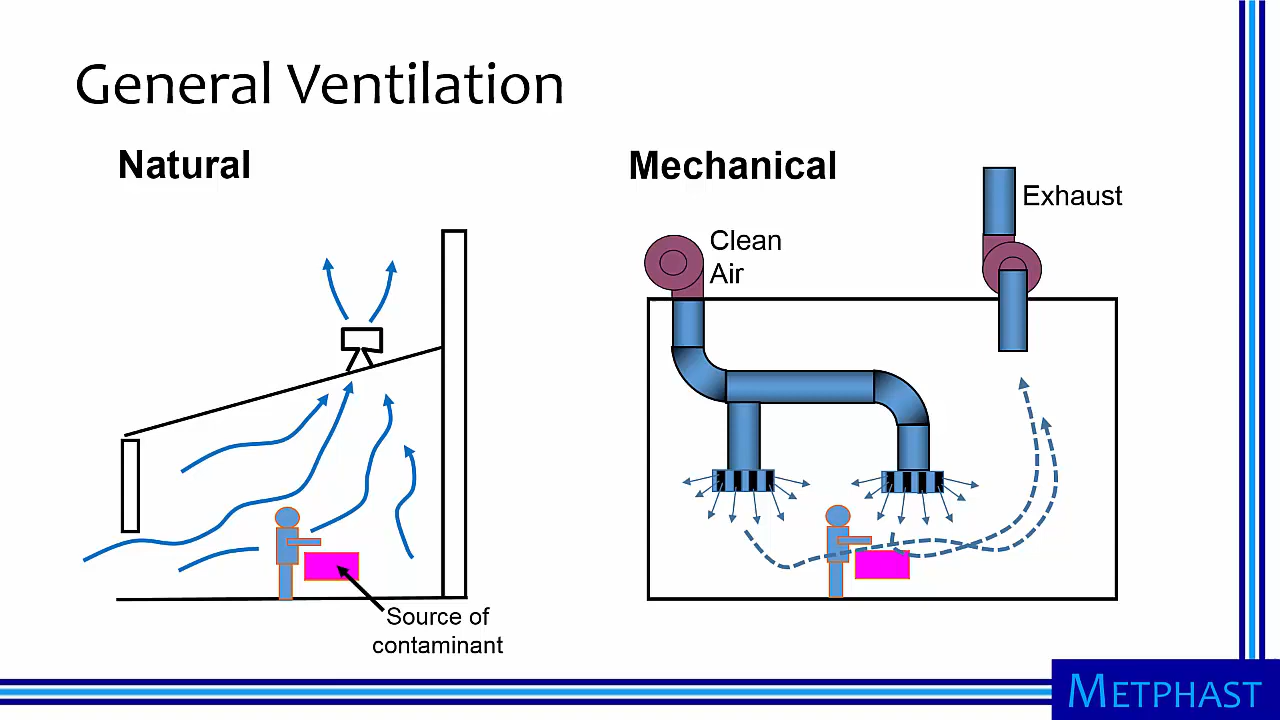 General Ventilation
Natural
Mechanical
Exhaust
Clean
Air
Source of
contaminant
METPHAST